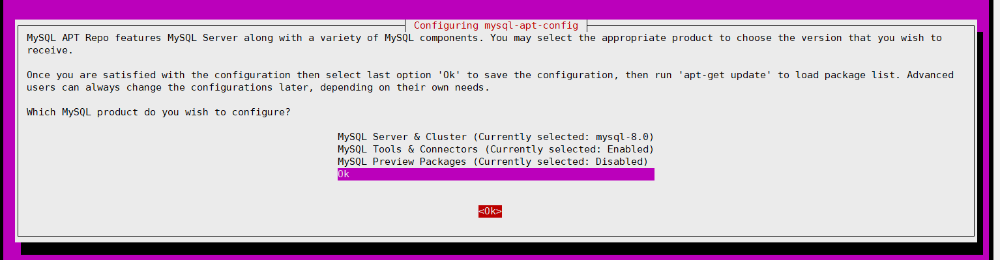 Configuring mysql-apt-config
MySQL APT Repo features MySQL Server along with a variety of MySQL components. You may select the appropriate product to choose the version that you wish to
receive.
Once you are satisfied with the configuration then select last option 'Ok' to save the configuration, then run 'apt-get update' to load package list. Advanced
users can always change the configurations later, depending on their own needs.
Which MySQL product do you wish to configure?
MySQL Server & Cluster (Currently selected: mysql-8.0)
MySQL Tools & Connectors (Currently selected: Enabled)
MySQL Preview Packages (Currently selected: Disabled)
Ok
<Ok>